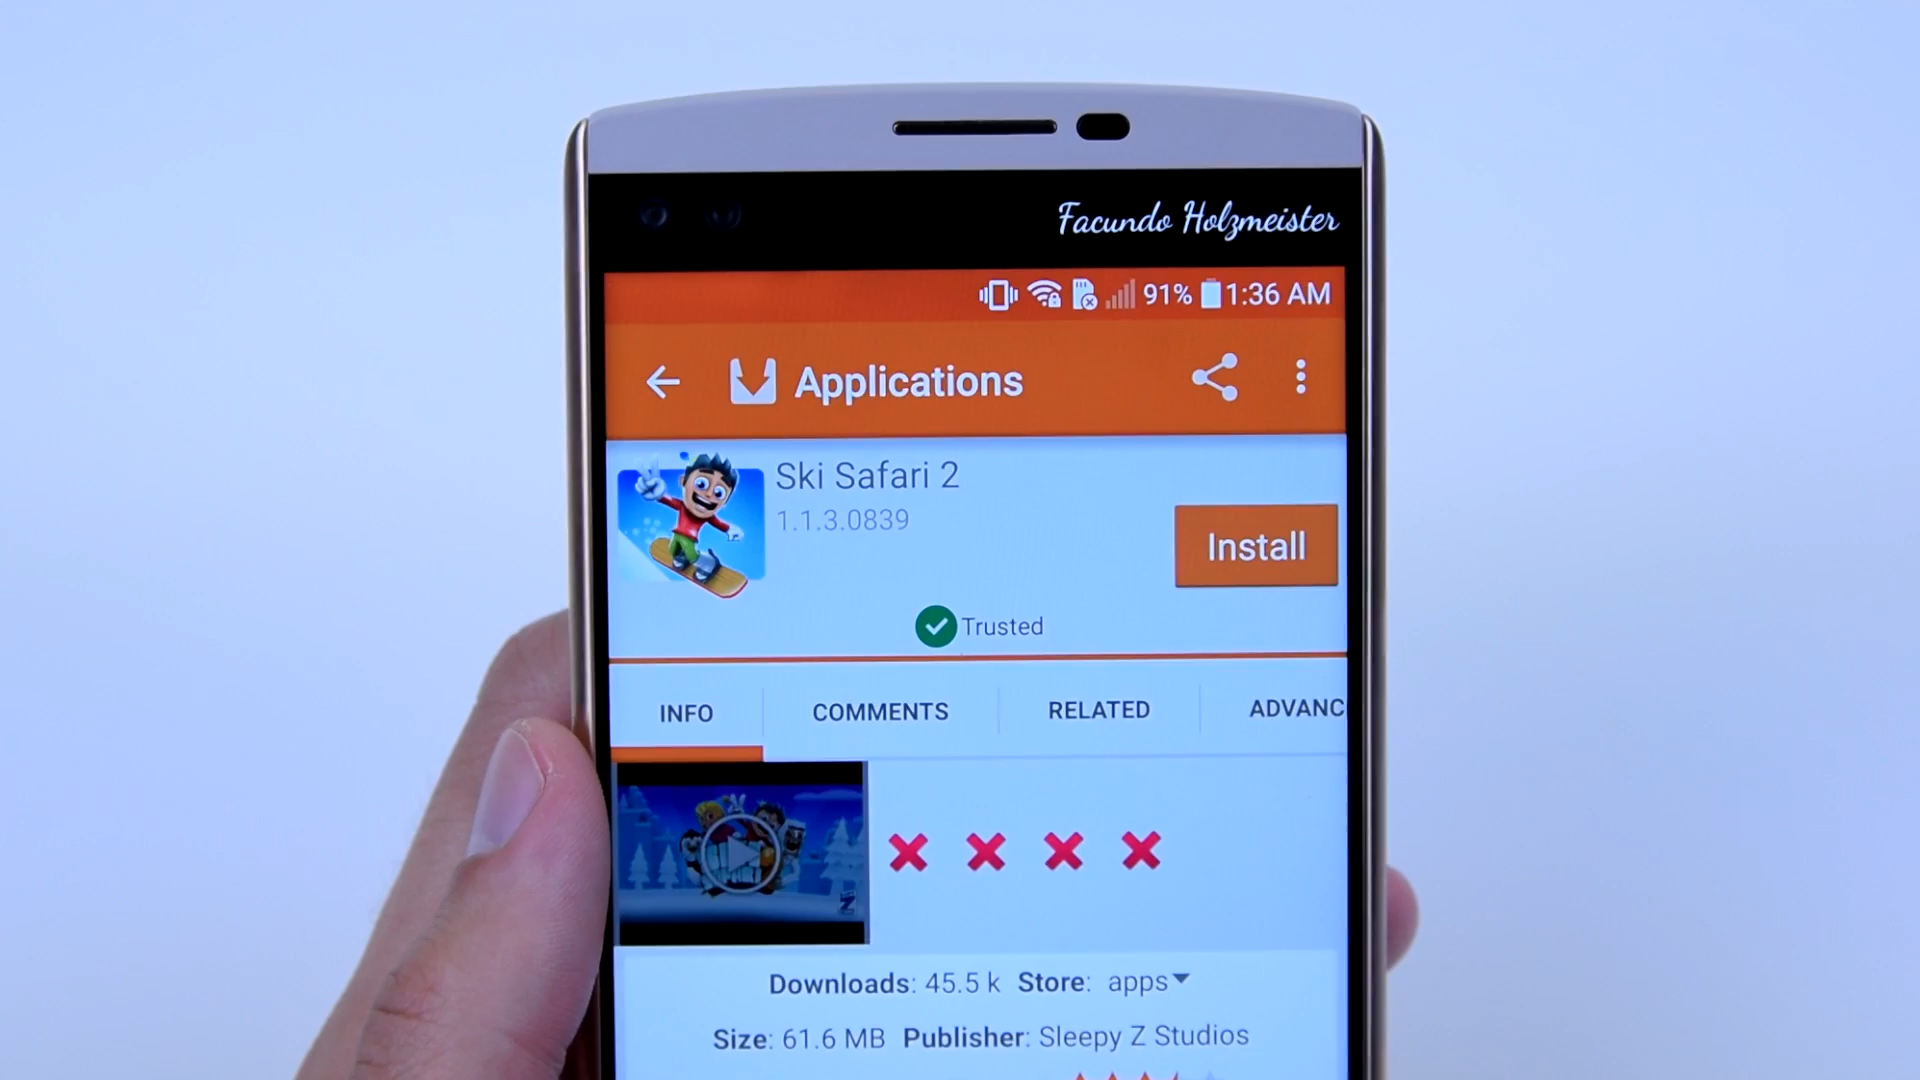 Facundo Holzmeister
91% 1:36 AM
Applications
Ski Safari 2
1.1.3.0839
Install
Trusted
INFO COMMENTS RELATED ADVANC
Downloads: 45.5 k Store: apps
Size: 61.6 MB Publisher: Sleepy Z Studios